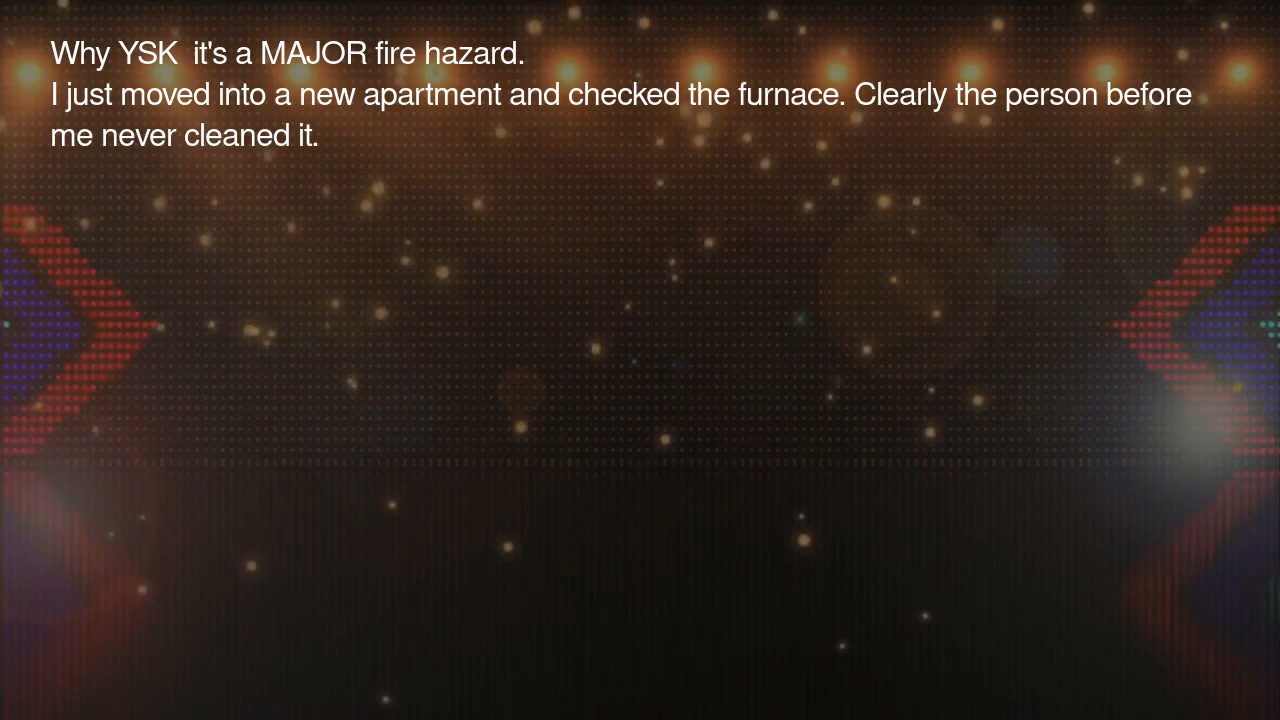 Why YSK  it's a MAJOR fire hazard.
I just moved into a new apartment and checked the furnace. Clearly the person before
me never cleaned it.